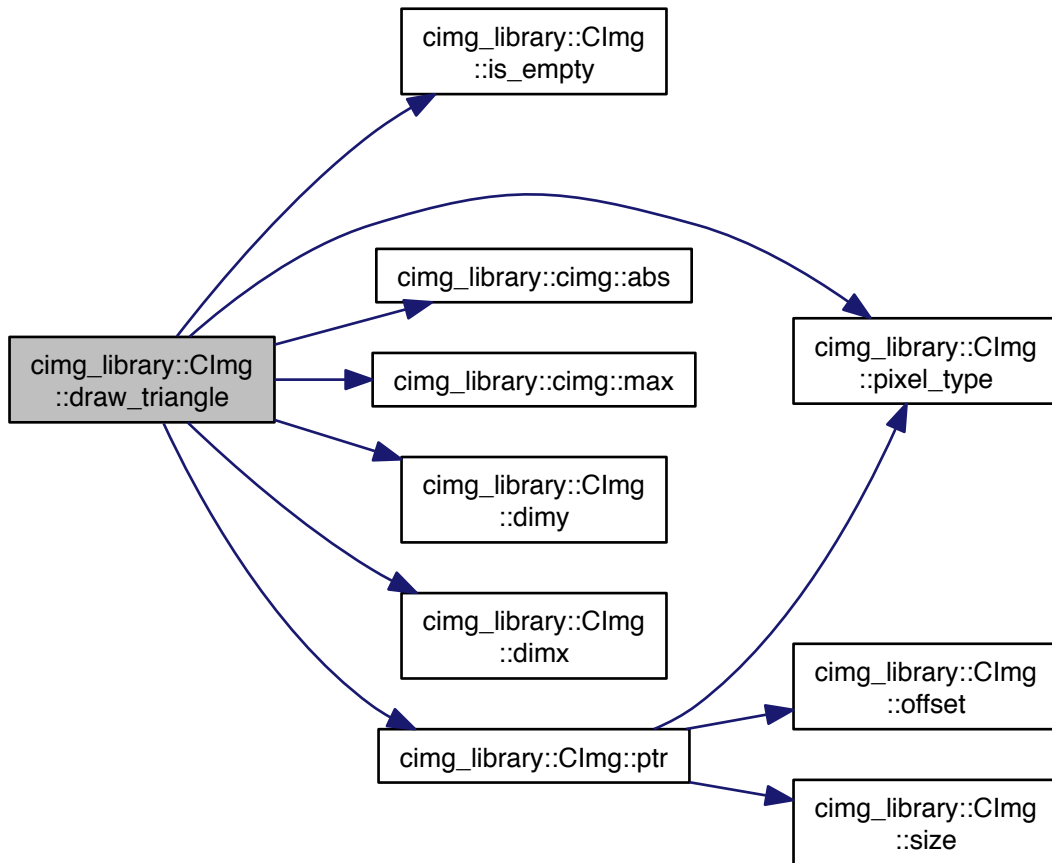 cimg_library::CImg
::is_empty
cimg_library::cimg::abs
cimg_library::CImg
::pixel_type
cimg_library::CImg
::draw_triangle
cimg_library::cimg::max
cimg_library::CImg
::dimy
cimg_library::CImg
::dimx
cimg_library::CImg
::offset
cimg_library::CImg::ptr
cimg_library::CImg
::size